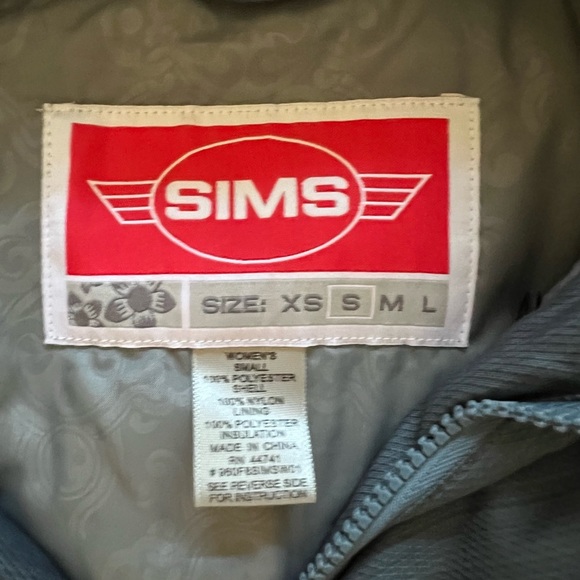 SIMS
SIZE: XS S M L
WOMEN'S
SMALL
100% POLYESTER
SHELL
100% NYLON
LINING
100% POLYESTER
INSULATION
MADE IN CHINA
RN 44741
SEE REVERSE SIDE
FOR INSTRUCTION